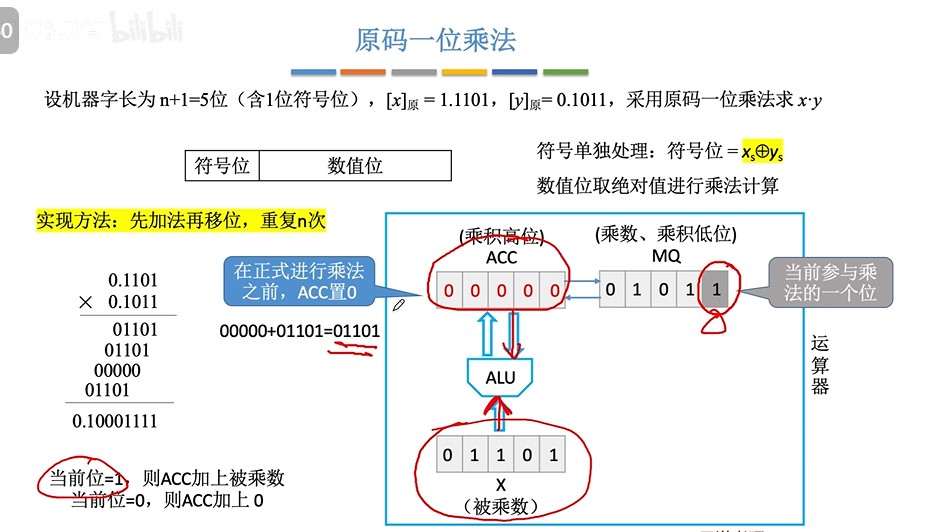 0
bilibili
原码一位乘法
设机器字长为 n+1=5位（含1位符号位），[x]原 = 1.1101，[y]原= 0.1011，采用原码一位乘法求 x·y
符号位 数值位
符号单独处理：符号位 = xs⊕ys
数值位取绝对值进行乘法计算
实现方法：先加法再移位，重复n次
(乘积高位)
ACC
0 0 0 0 0
(乘数、乘积低位)
MQ
0 1 0 1 1
在正式进行乘法
之前，ACC置0
当前参与乘
法的一个位
00000+01101=01101
0.1101
× 0.1011
01101
01101
00000
01101
0.10001111
ALU
运
算
器
0 1 1 0 1
X
（被乘数）
当前位=1，则ACC加上被乘数
当前位=0，则ACC加上 0